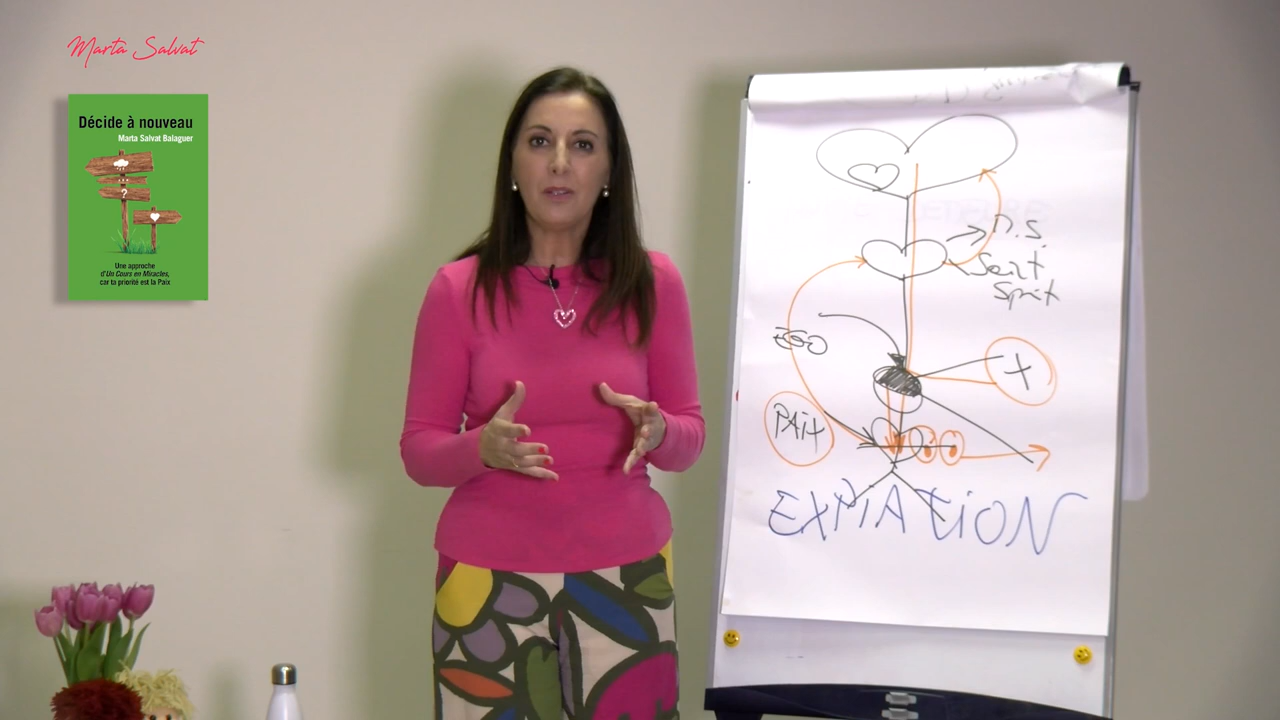 Marta Salvat
Décide à nouveau
Marta Salvat Balaguer
?
Une approche
d'Un Cours en Miracles,
car ta priorité est la Paix
Saint
Sprit
EGO
PAiX
EXPIATION